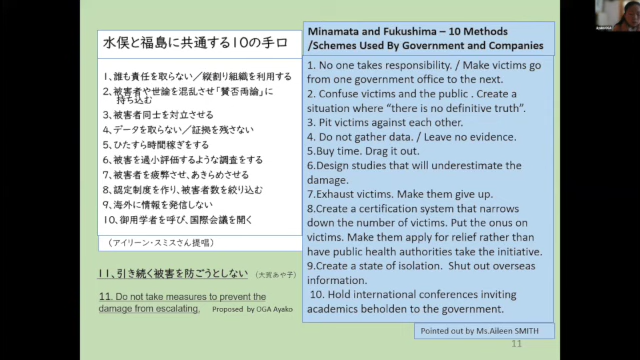 水俣と福島に共通する10の手口
1、誰も責任を取らない／縦割り組織を利用する
2、被害者や世論を混乱させ「賛否両論」に
持ち込む
3、被害者同士を対立させる
4、データを取らない／証拠を残さない
5、ひたすら時間稼ぎをする
6、被害を過小評価するような調査をする
7、被害者を疲弊させ、あきらめさせる
8、認定制度を作り、被害者数を絞り込む
9、海外に情報を発信しない
10、御用学者を呼び、国際会議を開く
（アイリーン・スミスさん提唱）
11、引き続く被害を防ごうとしない （大賀あや子）
11. Do not take measures to prevent the
damage from escalating. Proposed by OGA Ayako
Minamata and Fukushima – 10 Methods
/Schemes Used By Government and Companies
1. No one takes responsibility. / Make victims go
from one government office to the next.
2. Confuse victims and the public . Create a
situation where “there is no definitive truth”.
3. Pit victims against each other.
4. Do not gather data. / Leave no evidence.
5.Buy time. Drag it out.
6.Design studies that will underestimate the
damage.
7.Exhaust victims. Make them give up.
8.Create a certification system that narrows
down the number of victims. Put the onus on
victims. Make them apply for relief rather than
have public health authorities take the initiative.
9.Create a state of isolation. Shut out overseas
information.
10. Hold international conferences inviting
academics beholden to the government.
Pointed out by Ms.Aileen SMITH
11